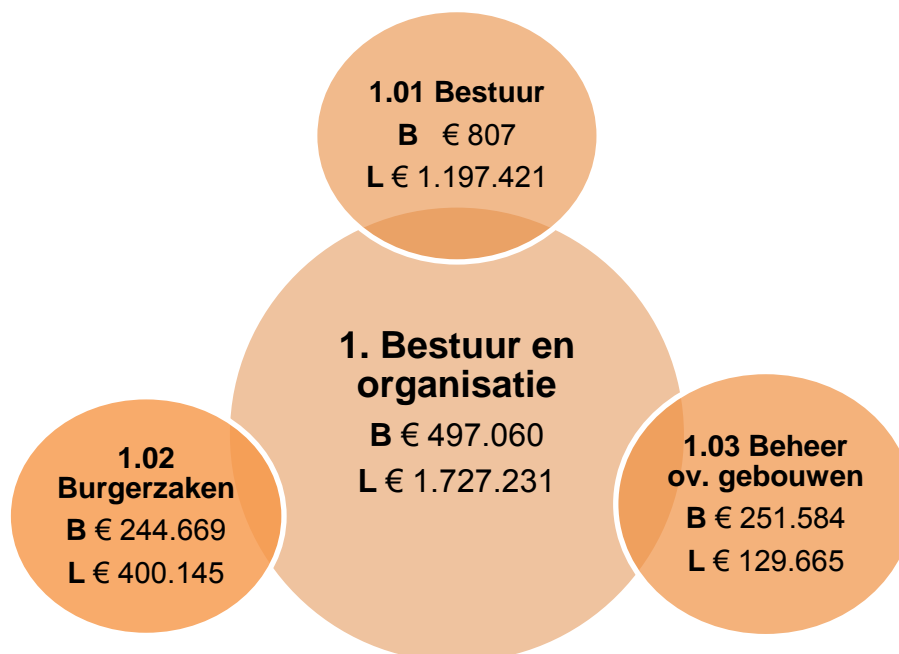 1.01 Bestuur
B € 807
L € 1.197.421
1. Bestuur en
organisatie
B € 497.060
L € 1.727.231
1.02
Burgerzaken
B € 244.669
L € 400.145
1.03 Beheer
ov. gebouwen
B € 251.584
L € 129.665